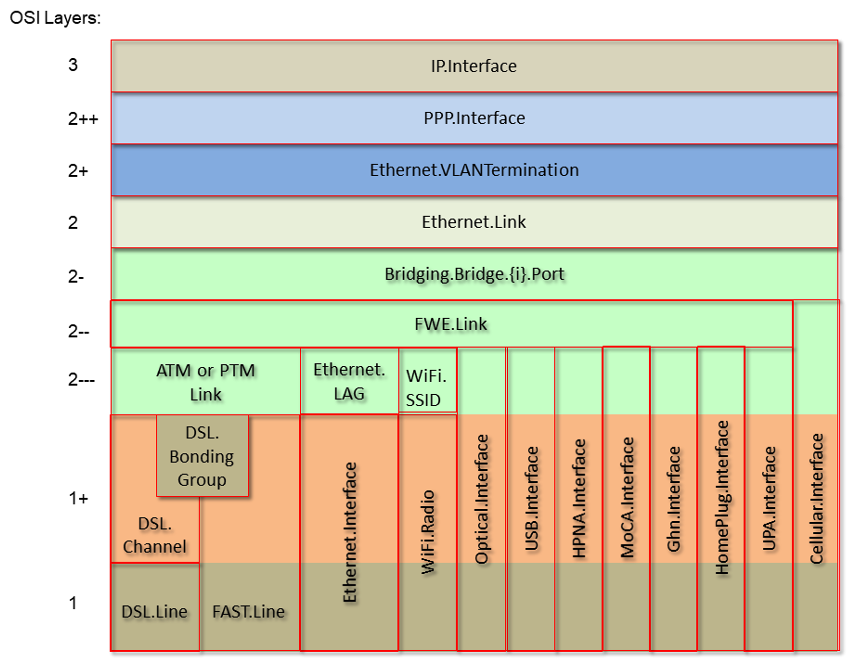 OSI Layers:
3
IP.Interface
2++
PPP.Interface
2+
Ethernet.VLANTermination
2
Ethernet.Link
2-
Bridging.Bridge.{i}.Port
2--
FWE.Link
2---
ATM or PTM
Link
Ethernet.
LAG
WiFi.
SSID
1+
DSL.
Bonding
Group
DSL.
Channel
Ethernet.Interface
WiFi.Radio
Optical.Interface
USB.Interface
HPNA.Interface
MoCA.Interface
Ghn.Interface
HomePlug.Interface
UPA.Interface
Cellular.Interface
1
DSL.Line
FAST.Line